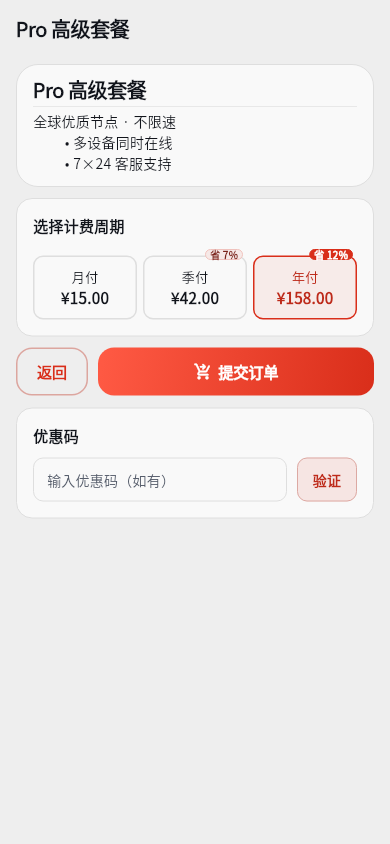 Pro 高级套餐
Pro 高级套餐
全球优质节点 · 不限速
• 多设备同时在线
• 7×24 客服支持
选择计费周期
月付
¥15.00
省 7%
季付
¥42.00
省 12%
年付
¥158.00
返回
提交订单
优惠码
输入优惠码（如有）
验证